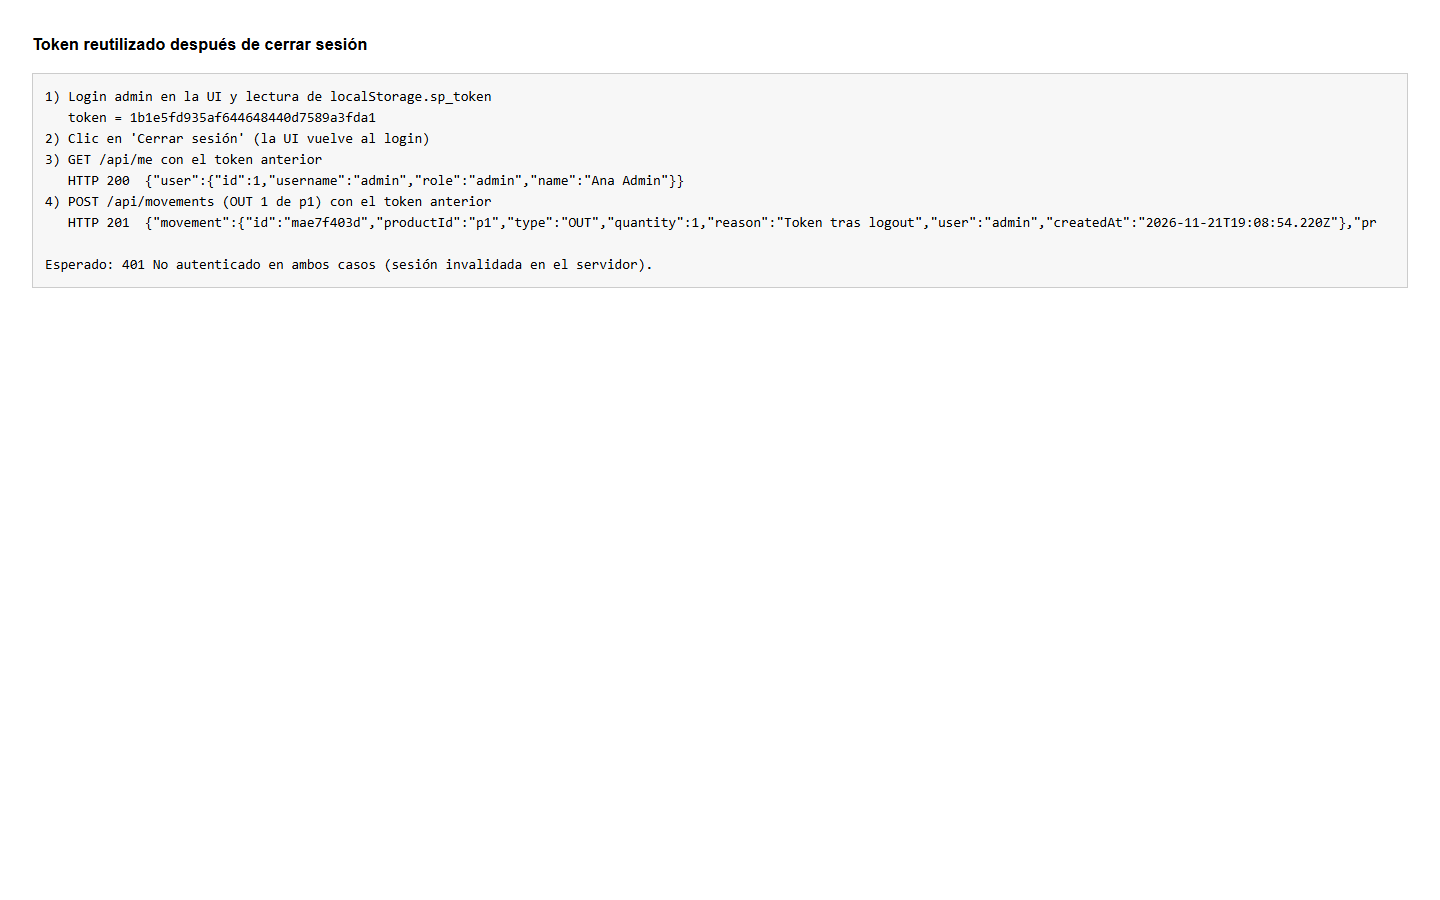 Token reutilizado después de cerrar sesión
1) Login admin en la UI y lectura de localStorage.sp_token
token = 1b1e5fd935af644648440d7589a3fda1
2) Clic en 'Cerrar sesión' (la UI vuelve al login)
3) GET /api/me con el token anterior
HTTP 200  {"user":{"id":1,"username":"admin","role":"admin","name":"Ana Admin"}}
4) POST /api/movements (OUT 1 de p1) con el token anterior
HTTP 201  {"movement":{"id":"mae7f403d","productId":"p1","type":"OUT","quantity":1,"reason":"Token tras logout","user":"admin","createdAt":"2026-11-21T19:08:54.220Z"},"pr
Esperado: 401 No autenticado en ambos casos (sesión invalidada en el servidor).